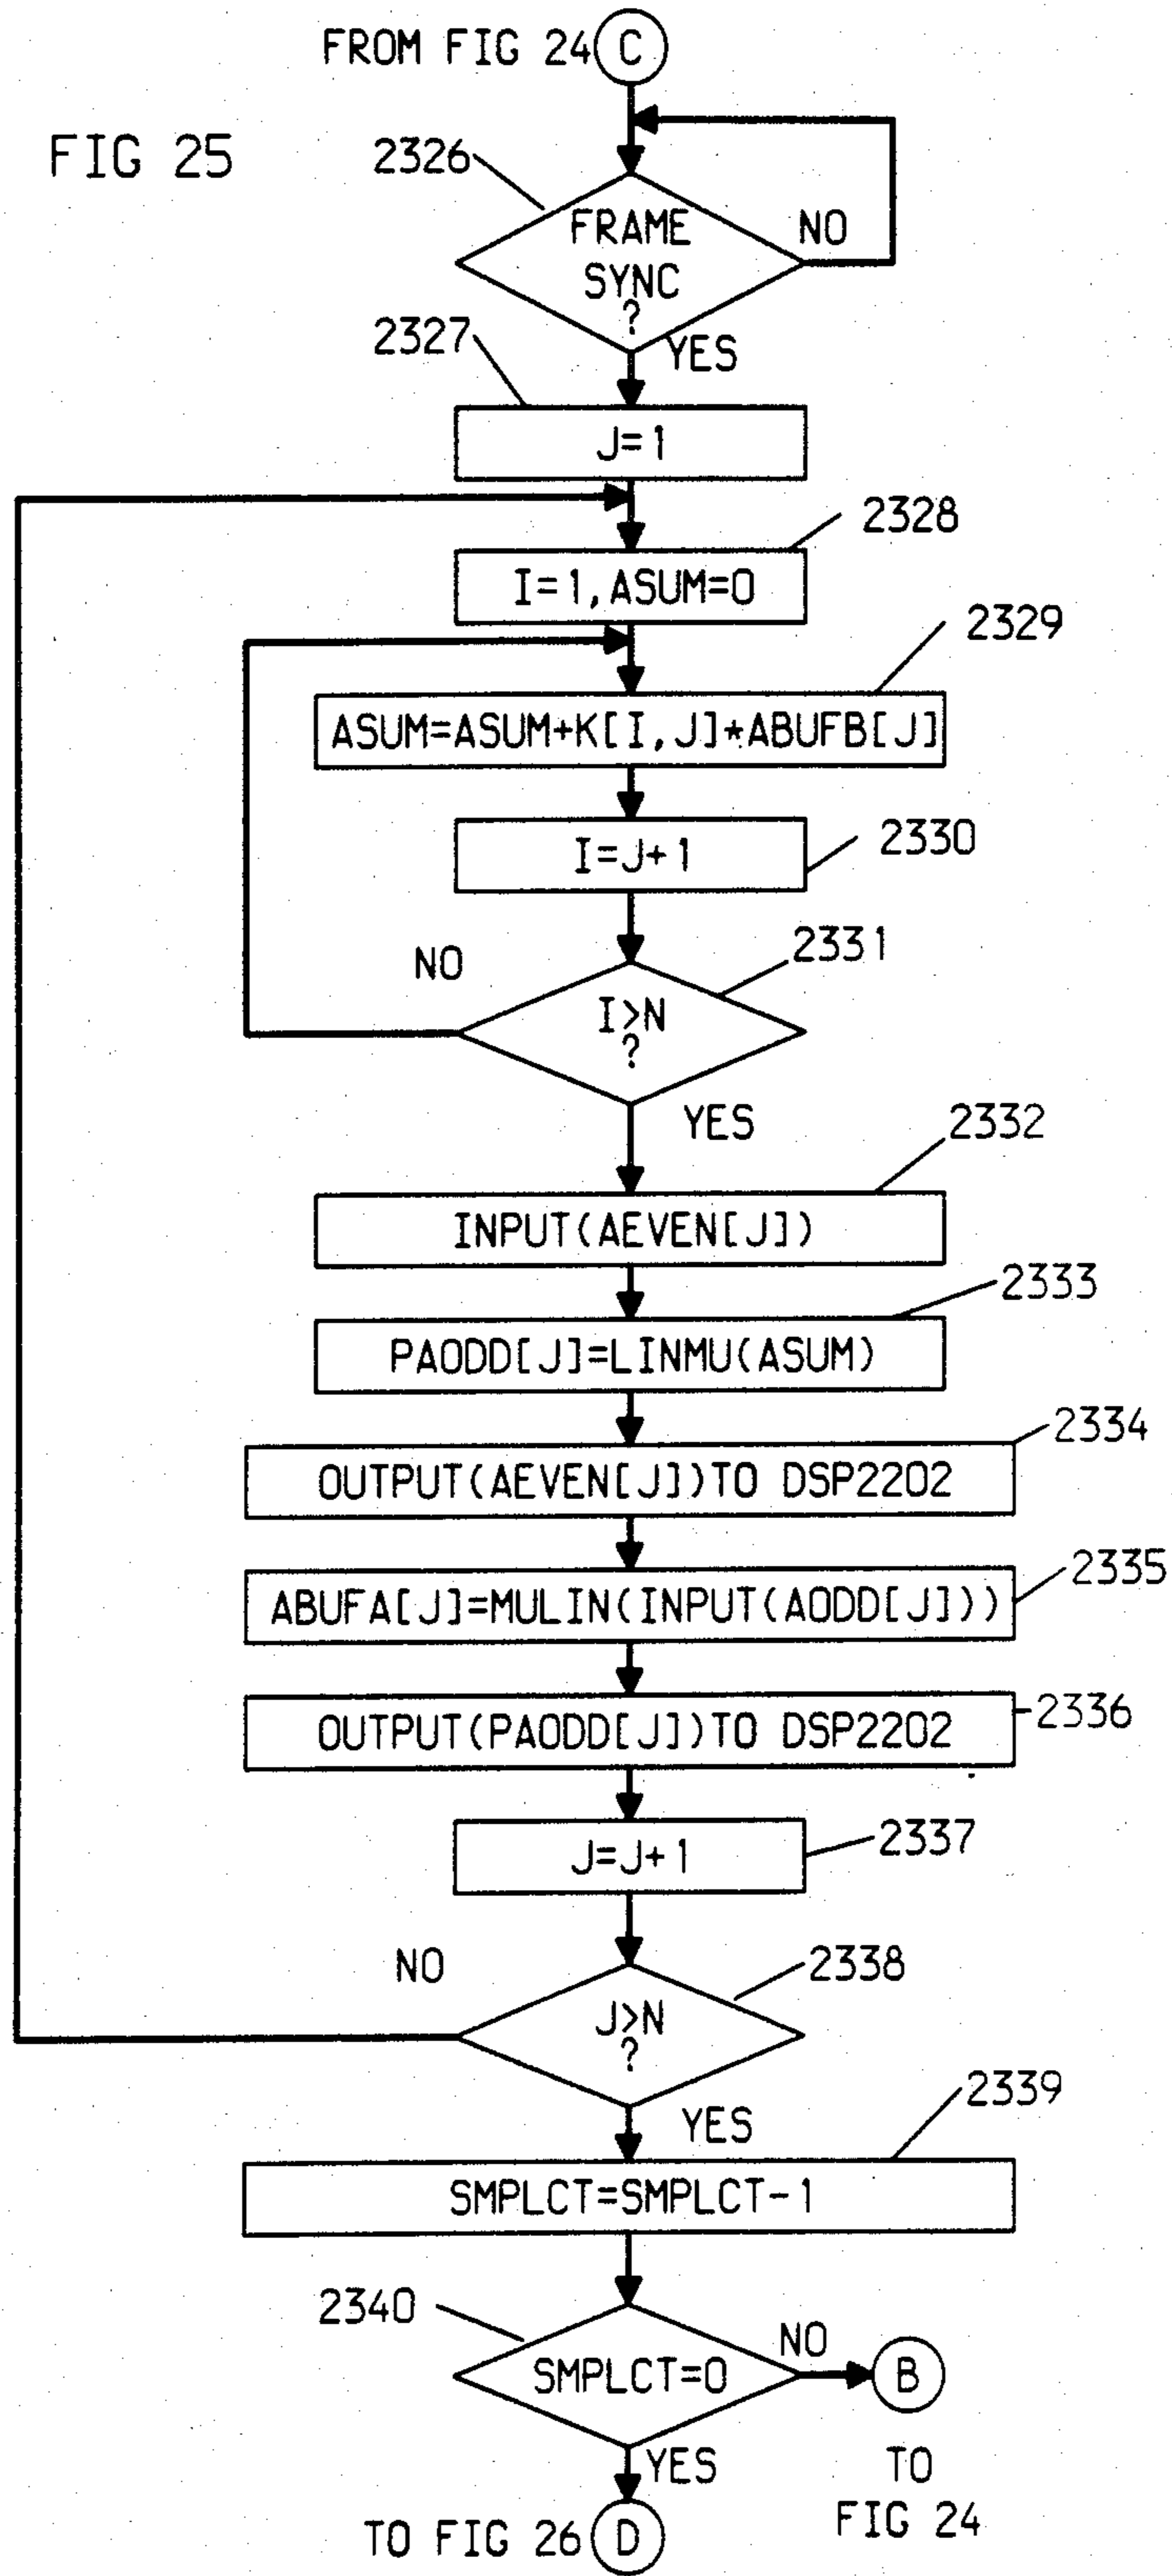 FROM FIG 24 C
FIG 25
2326
FRAME
SYNC
?
NO
YES
2327
J=1
2328
I=1,ASUM=0
2329
ASUM=ASUM+K[I,J]*ABUFB[J]
2330
I=J+1
2331
NO
I>N
?
YES
2332
INPUT(AEVEN[J])
2333
PAODD[J]=LINMU(ASUM)
2334
OUTPUT(AEVEN[J])TO DSP2202
2335
ABUFA[J]=MULIN(INPUT(AODD[J]))
2336
OUTPUT(PAODD[J])TO DSP2202
2337
J=J+1
2338
NO
J>N
?
YES
2339
SMPLCT=SMPLCT-1
2340
SMPLCT=0
NO
B
TO
FIG 24
YES
TO FIG 26 D